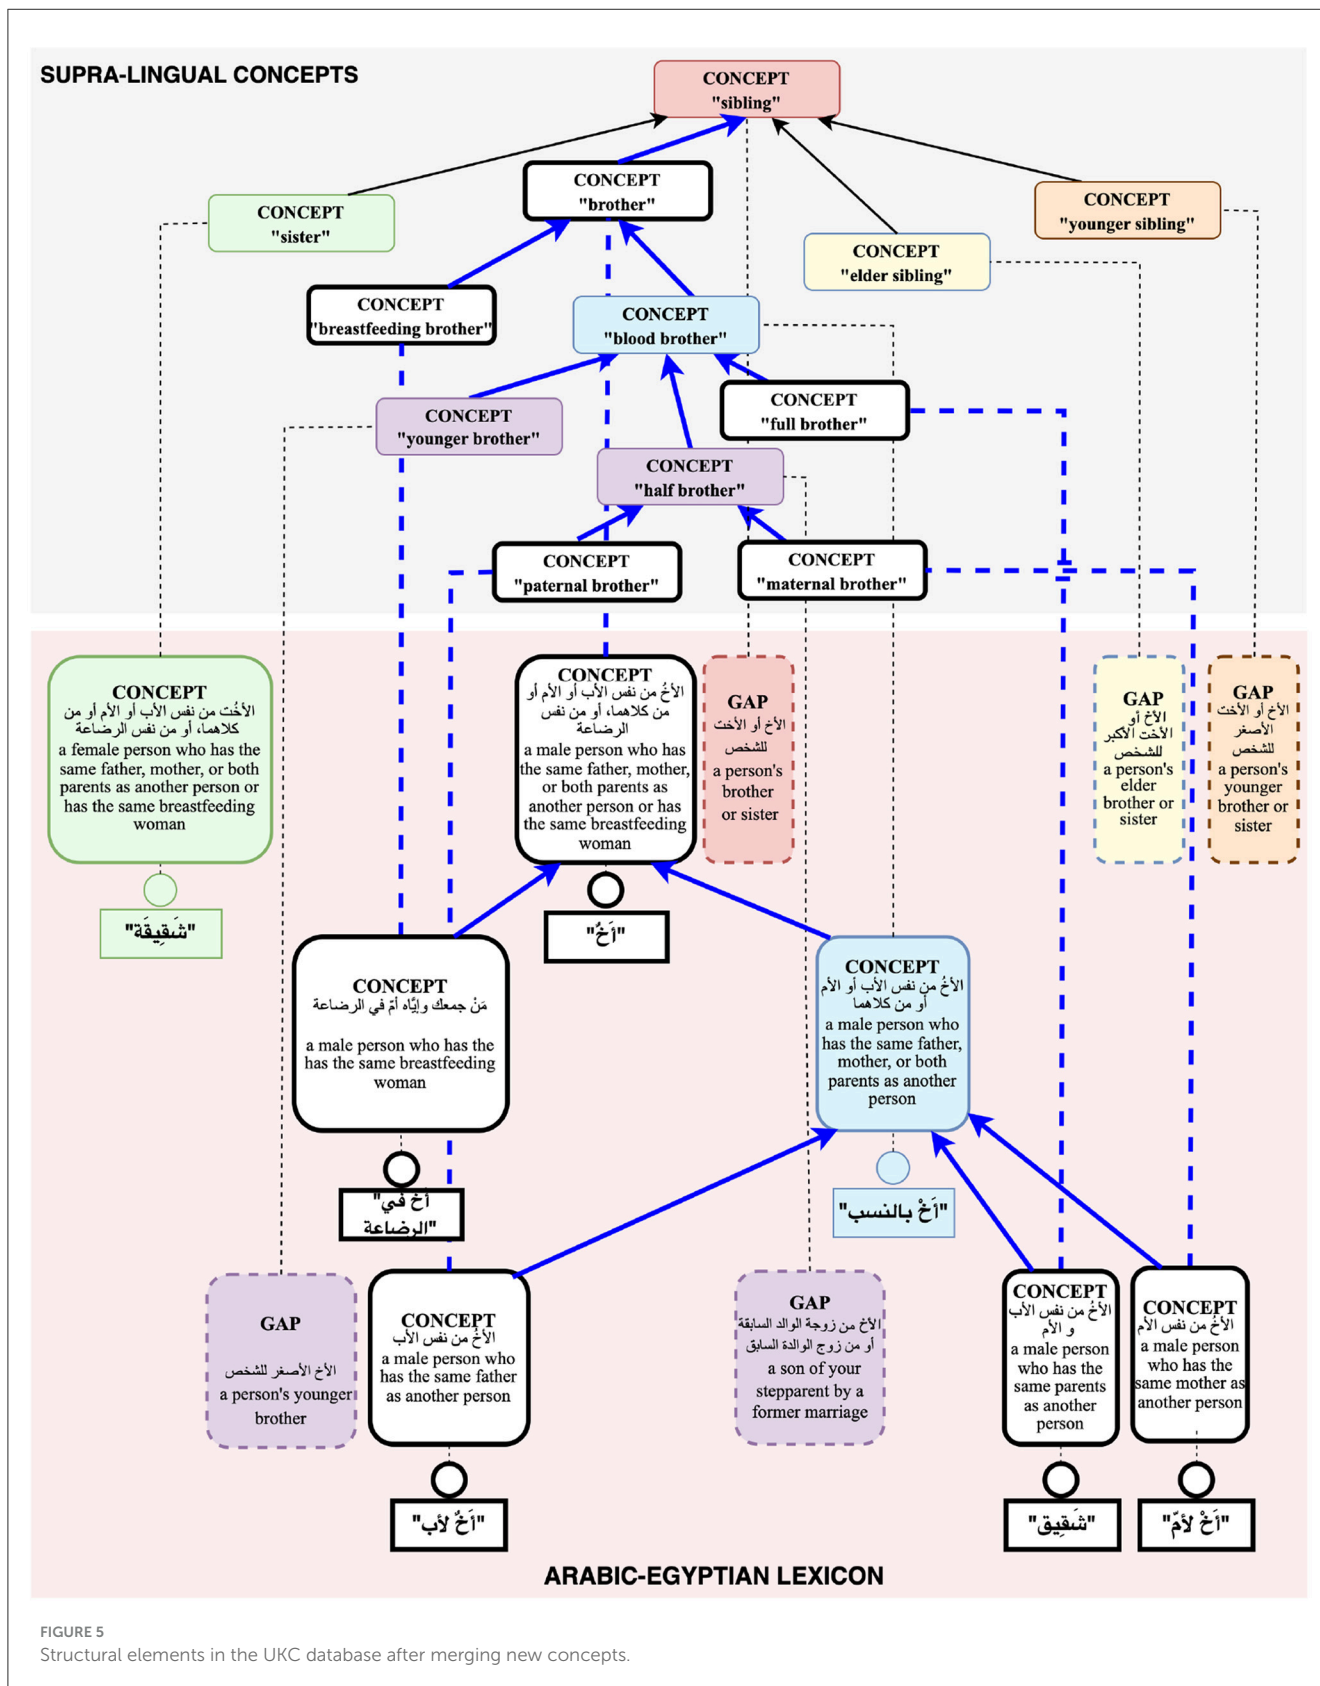 SUPRA-LINGUAL CONCEPTS
CONCEPT
"sibling"
CONCEPT
"brother"
CONCEPT
"sister"
CONCEPT
"younger sibling"
CONCEPT
"elder sibling"
CONCEPT
"breastfeeding brother"
CONCEPT
"blood brother"
CONCEPT
"full brother"
CONCEPT
"younger brother"
CONCEPT
"half brother"
CONCEPT
"paternal brother"
CONCEPT
"maternal brother"
CONCEPT
الأخُت من نفس الأب أو الأم أو من
كلاهما، أو من نفس الرضاعة
a female person who has the
same father, mother, or both
parents as another person or
has the same breastfeeding
woman
"شَقِيقَة"
CONCEPT
الأخُ من نفس الأب أو الأم أو
من كلاهما، أو من نفس
الرضاعة
a male person who has
the same father, mother,
or both parents as
another person or has
the same breastfeeding
woman
"أَخٌ"
GAP
الأخ أو الأخت
للشخص
a person's
brother
or sister
GAP
الأخ أو
الأخت الأكبر
للشخص
a person's
elder
brother or
sister
GAP
الأخ أو الأخت
الأصغر
للشخص
a person's
younger
brother or
sister
CONCEPT
مَنْ جمعك وإيَّاه أمّ في الرضاعة
a male person who has the
has the same breastfeeding
woman
"أخ في
الرضاعة"
CONCEPT
الأخُ من نفس الأب أو الأم
أو من كلاهما
a male person who
has the same father,
mother, or both
parents as another
person
"أَخْ بالنسب"
GAP
الأخ الأصغر للشخص
a person's younger
brother
CONCEPT
الأخُ من نفس الأب
a male person who
has the same father
as another person
"أَخٌ لأب"
GAP
الأخ من زوجة الوالد السابقة
أو من زوج الوالدة السابق
a son of your
stepparent by a
former marriage
CONCEPT
الأخُ من نفس الأب
و الأم
a male person
who has the
same parents
as another
person
"شَقِيق"
CONCEPT
الأخُ من نفس الأم
a male person
who has the
same mother as
another person
"أَخْ لأمّ"
ARABIC-EGYPTIAN LEXICON
FIGURE 5
Structural elements in the UKC database after merging new concepts.